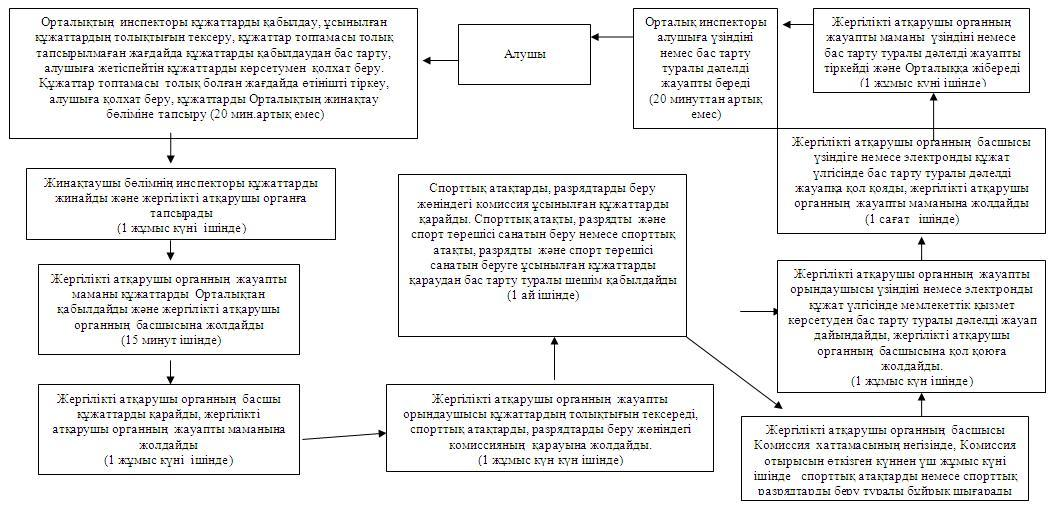 Орталықтың инспекторы құжаттарды қабылдау, ұсынылған
құжаттардың толықтығын тексеру, құжаттар топтамасы толық
тапсырылмаған жағдайда құжаттарды қабылдаудан бас тарту,
алушыға жетіспейтін құжаттарды көрсетумен қолхат беру.
Құжаттар топтамасы толық болған жағдайда өтінішті тіркеу,
алушыға қолхат беру, құжаттарды Орталықтың жинақтау
бөліміне тапсыру (20 мин.артық емес)
Алушы
Орталық инспекторы
алушыға үзіндіні
немес бас тарту
туралы дәлелді
жауапты береді
(20 минуттан артық
емес)
Жергілікті атқарушы органның
жауапты маманы үзіндіні немесе
бас тарту туралы дәлелді жауапты
тіркейді және Орталыққа жібереді
(1 жұмыс күні ішінде)
Жинақтаушы бөлімнің инспекторы құжаттарды
жинайды және жергілікті атқарушы органға
тапсырады
(1 жұмыс күні ішінде)
Жергілікті атқарушы органның жауапты
маманы құжаттарды Орталықтан
қабылдайды және жергілікті атқарушы
органның басшысына жолдайды
(15 минут ішінде)
Жергілікті атқарушы органның басшы
құжаттарды қарайды, жергілікті
атқарушы органның жауапты маманына
жолдайды
(1 жұмыс күні ішінде)
Жергілікті атқарушы органның жауапты
орындаушысы құжаттардың толықтығын тексереді,
спорттық атақтарды, разрядтарды беру жөніндегі
комиссияның қарауына жолдайды.
(1 жұмыс күн күн ішінде)
Спорттық атақтарды, разрядтарды беру
жөніндегі комиссия ұсынылған құжаттарды
қарайды. Спорттық атақты, разрядты және
спорт төрешісі санатын беру немесе спорттық
атақты, разрядты және спорт төрешісі
санатын беруге ұсынылған құжаттарды
қараудан бас тарту туралы шешім қабылдайды
(1 ай ішінде)
Жергілікті атқарушы органның басшысы
Комиссия хаттамасының негізінде, Комиссия
отырысын өткізген күннен үш жұмыс күні
ішінде спорттық атақтарды немесе спорттық
разрядтарды беру туралы бұйрық шығарады
Жергілікті атқарушы органның жауапты
орындаушысы үзіндіні немесе электронды
құжат үлгісінде мемлекеттік қызмет
көрсетуден бас тарту туралы дәлелді жауап
дайындайды, жергілікті атқарушы
органның басшысына қол қоюға
жолдайды.
(1 жұмыс күн ішінде)
Жергілікті атқарушы органның басшысы
үзіндіге немесе электронды құжат
үлгісінде бас тарту туралы дәлелді
жауапқа қол қояды, жергілікті атқарушы
органның жауапты маманына жолдайды
(1 сағат ішінде)